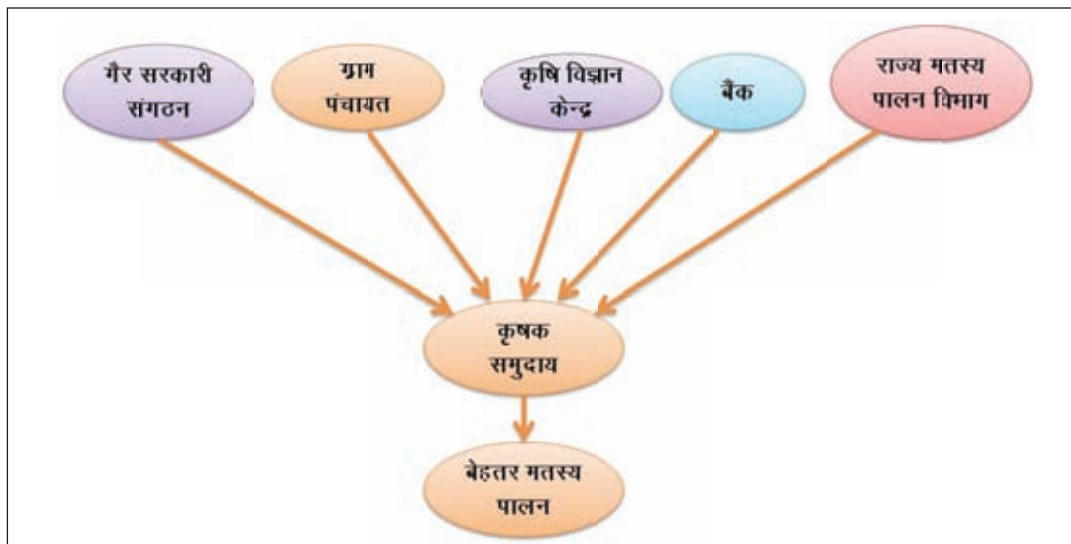 गैर सरकारी
संगठन
ग्राम
पंचायत
कृषि विज्ञान
केन्द्र
बैंक
राज्य मतस्य
पालन विभाग
कृषक
समुदाय
बेहतर मतस्य
पालन